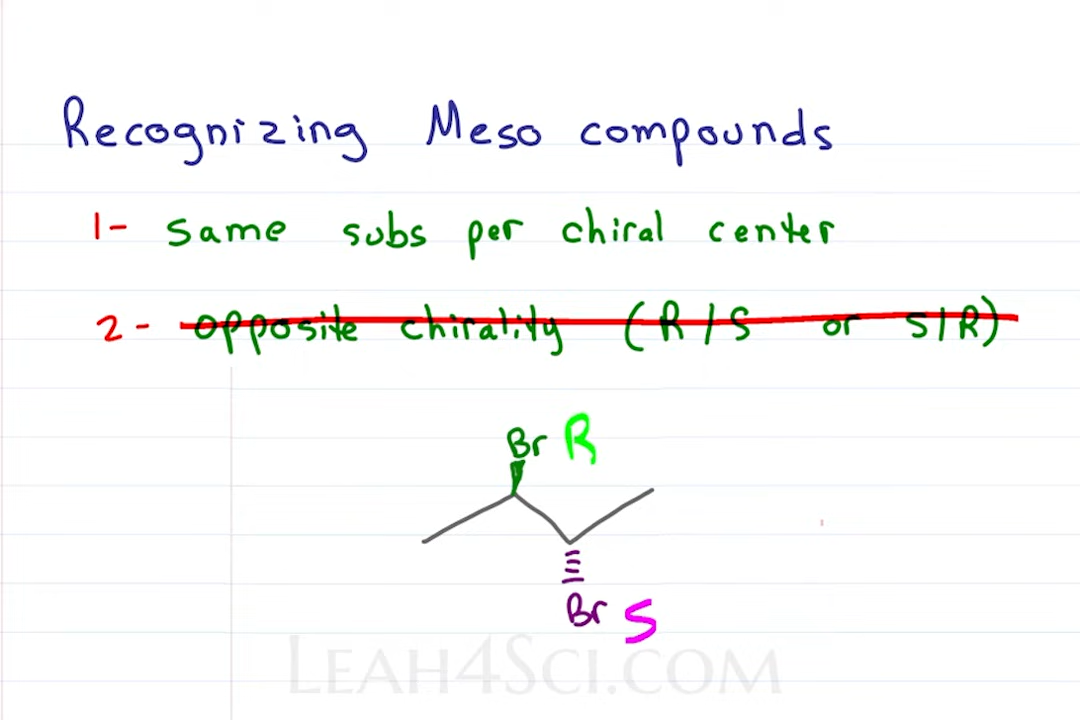 Recognizing Meso compounds
1- same subs per chiral center
2- opposite chirality (R/S or S/R)
Br R
Br S
LEAH4SCI.COM